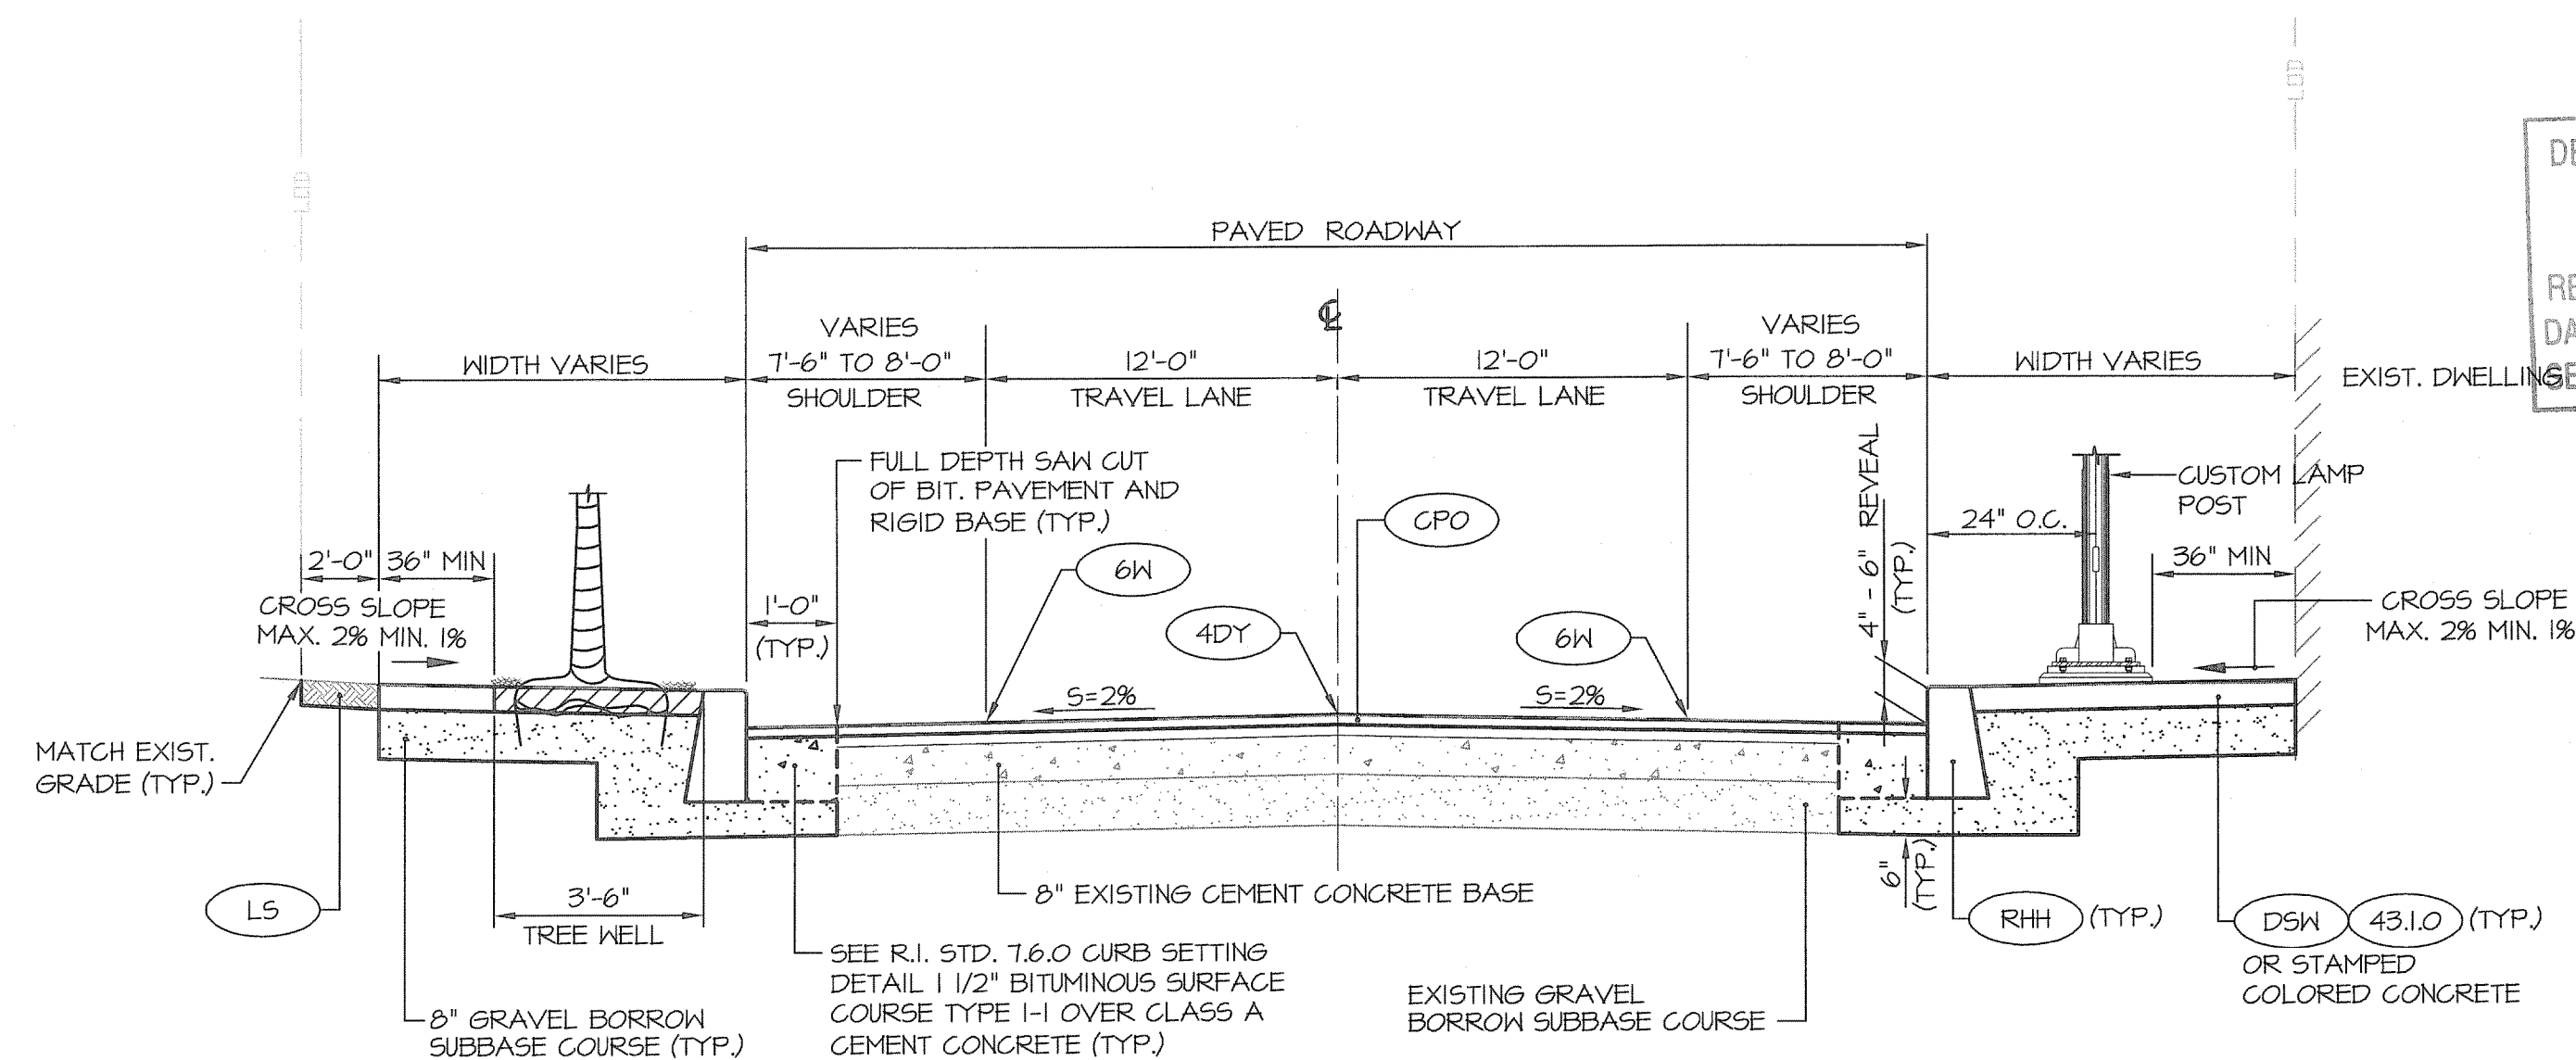 LOD
LOD
PAVED ROADWAY
WIDTH VARIES
VARIES
7'-6" TO 8'-0"
SHOULDER
12'-0"
TRAVEL LANE
℄
12'-0"
TRAVEL LANE
VARIES
7'-6" TO 8'-0"
SHOULDER
WIDTH VARIES
EXIST. DWELLING
FULL DEPTH SAW CUT
OF BIT. PAVEMENT AND
RIGID BASE (TYP.)
CPO
4" - 6" REVEAL
(TYP.)
24" O.C.
CUSTOM LAMP
POST
36" MIN
2'-0"
36" MIN
CROSS SLOPE
MAX. 2% MIN. 1%
1'-0"
(TYP.)
6W
4DY
6W
CROSS SLOPE
MAX. 2% MIN. 1%
S=2%
S=2%
MATCH EXIST.
GRADE (TYP.)
LS
3'-6"
TREE WELL
8" EXISTING CEMENT CONCRETE BASE
6"
(TYP.)
RHH (TYP.)
DSW 43.1.0 (TYP.)
OR STAMPED
COLORED CONCRETE
8" GRAVEL BORROW
SUBBASE COURSE (TYP.)
SEE R.I. STD. 7.6.0 CURB SETTING
DETAIL 1 1/2" BITUMINOUS SURFACE
COURSE TYPE I-1 OVER CLASS A
CEMENT CONCRETE (TYP.)
EXISTING GRAVEL
BORROW SUBBASE COURSE